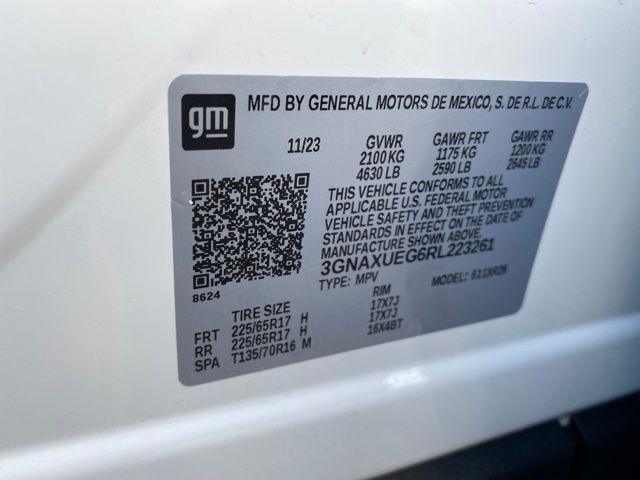 gm MFD BY GENERAL MOTORS DE MEXICO, S. DE R.L. DE C.V.
11/23 GVWR GAWR FRT GAWR RR
2100 KG 1175 KG 1200 KG
4630 LB 2590 LB 2645 LB
THIS VEHICLE CONFORMS TO ALL
APPLICABLE U.S. FEDERAL MOTOR
VEHICLE SAFETY AND THEFT PREVENTION
STANDARDS IN EFFECT ON THE DATE OF
MANUFACTURE SHOWN ABOVE.
3GNAXUEG6RL223261
TYPE: MPV MODEL: 611XR26
8624
TIRE SIZE RIM
FRT 225/65R17 H 17X7J
RR 225/65R17 H 17X7J
SPA T135/70R16 M 16X4BT